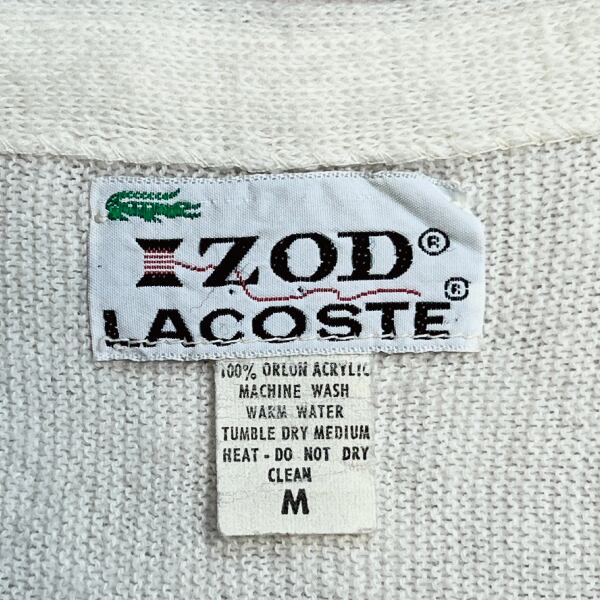 IZOD®
LACOSTE®
100% ORLON ACRYLIC
MACHINE WASH
WARM WATER
TUMBLE DRY MEDIUM
HEAT - DO NOT DRY
CLEAN
M